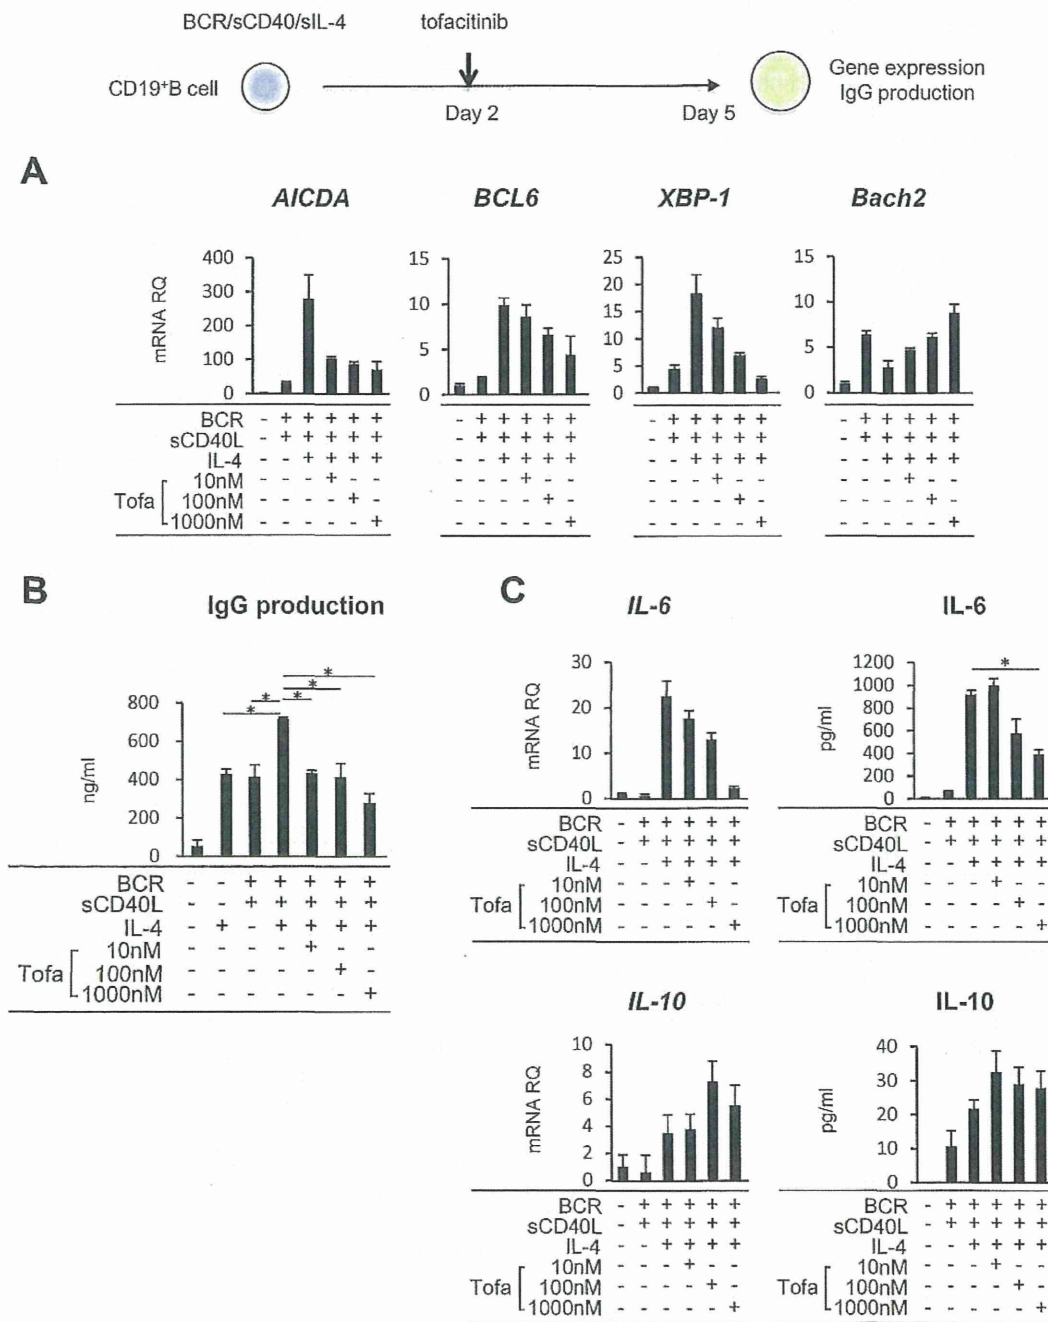 BCR/sCD40/sIL-4 tofacitinib
CD19+B cell
Day 2 Day 5
Gene expression
IgG production
A
AICDA BCL6 XBP-1 Bach2
mRNA RQ
400
300
200
100
0
15
10
5
0
25
20
15
10
5
0
15
10
5
0
BCR - + + + + + - + + + + + - + + + + + - + + + + +
sCD40L - + + + + + - + + + + + - + + + + + - + + + + +
IL-4 - - + + + + - - + + + + - - + + + + - - + + + +
10nM - - - + - - - - - + - - - - - + - - - - - + - -
Tofa 100nM - - - - + - - - - - + - - - - - + - - - - - + -
1000nM - - - - - + - - - - - + - - - - - + - - - - - +
B
IgG production
* * * * *
ng/ml
800
600
400
200
0
BCR - - + + + + +
sCD40L - - + + + + +
IL-4 - + - + + + +
10nM - - - - + - -
Tofa 100nM - - - - - + -
1000nM - - - - - - +
C
IL-6
mRNA RQ
30
20
10
0
BCR - + + + + +
sCD40L - + + + + +
IL-4 - - + + + +
10nM - - - + - -
Tofa 100nM - - - - + -
1000nM - - - - - +
IL-6
*
pg/ml
1200
1000
800
600
400
200
0
BCR - + + + + +
sCD40L - + + + + +
IL-4 - - + + + +
10nM - - - + - -
Tofa 100nM - - - - + -
1000nM - - - - - +
IL-10
mRNA RQ
10
8
6
4
2
0
BCR - + + + + +
sCD40L - + + + + +
IL-4 - - + + + +
10nM - - - + - -
Tofa 100nM - - - - + -
1000nM - - - - - +
IL-10
pg/ml
40
30
20
10
0
BCR - + + + + +
sCD40L - + + + + +
IL-4 - - + + + +
10nM - - - + - -
Tofa 100nM - - - - + -
1000nM - - - - - +